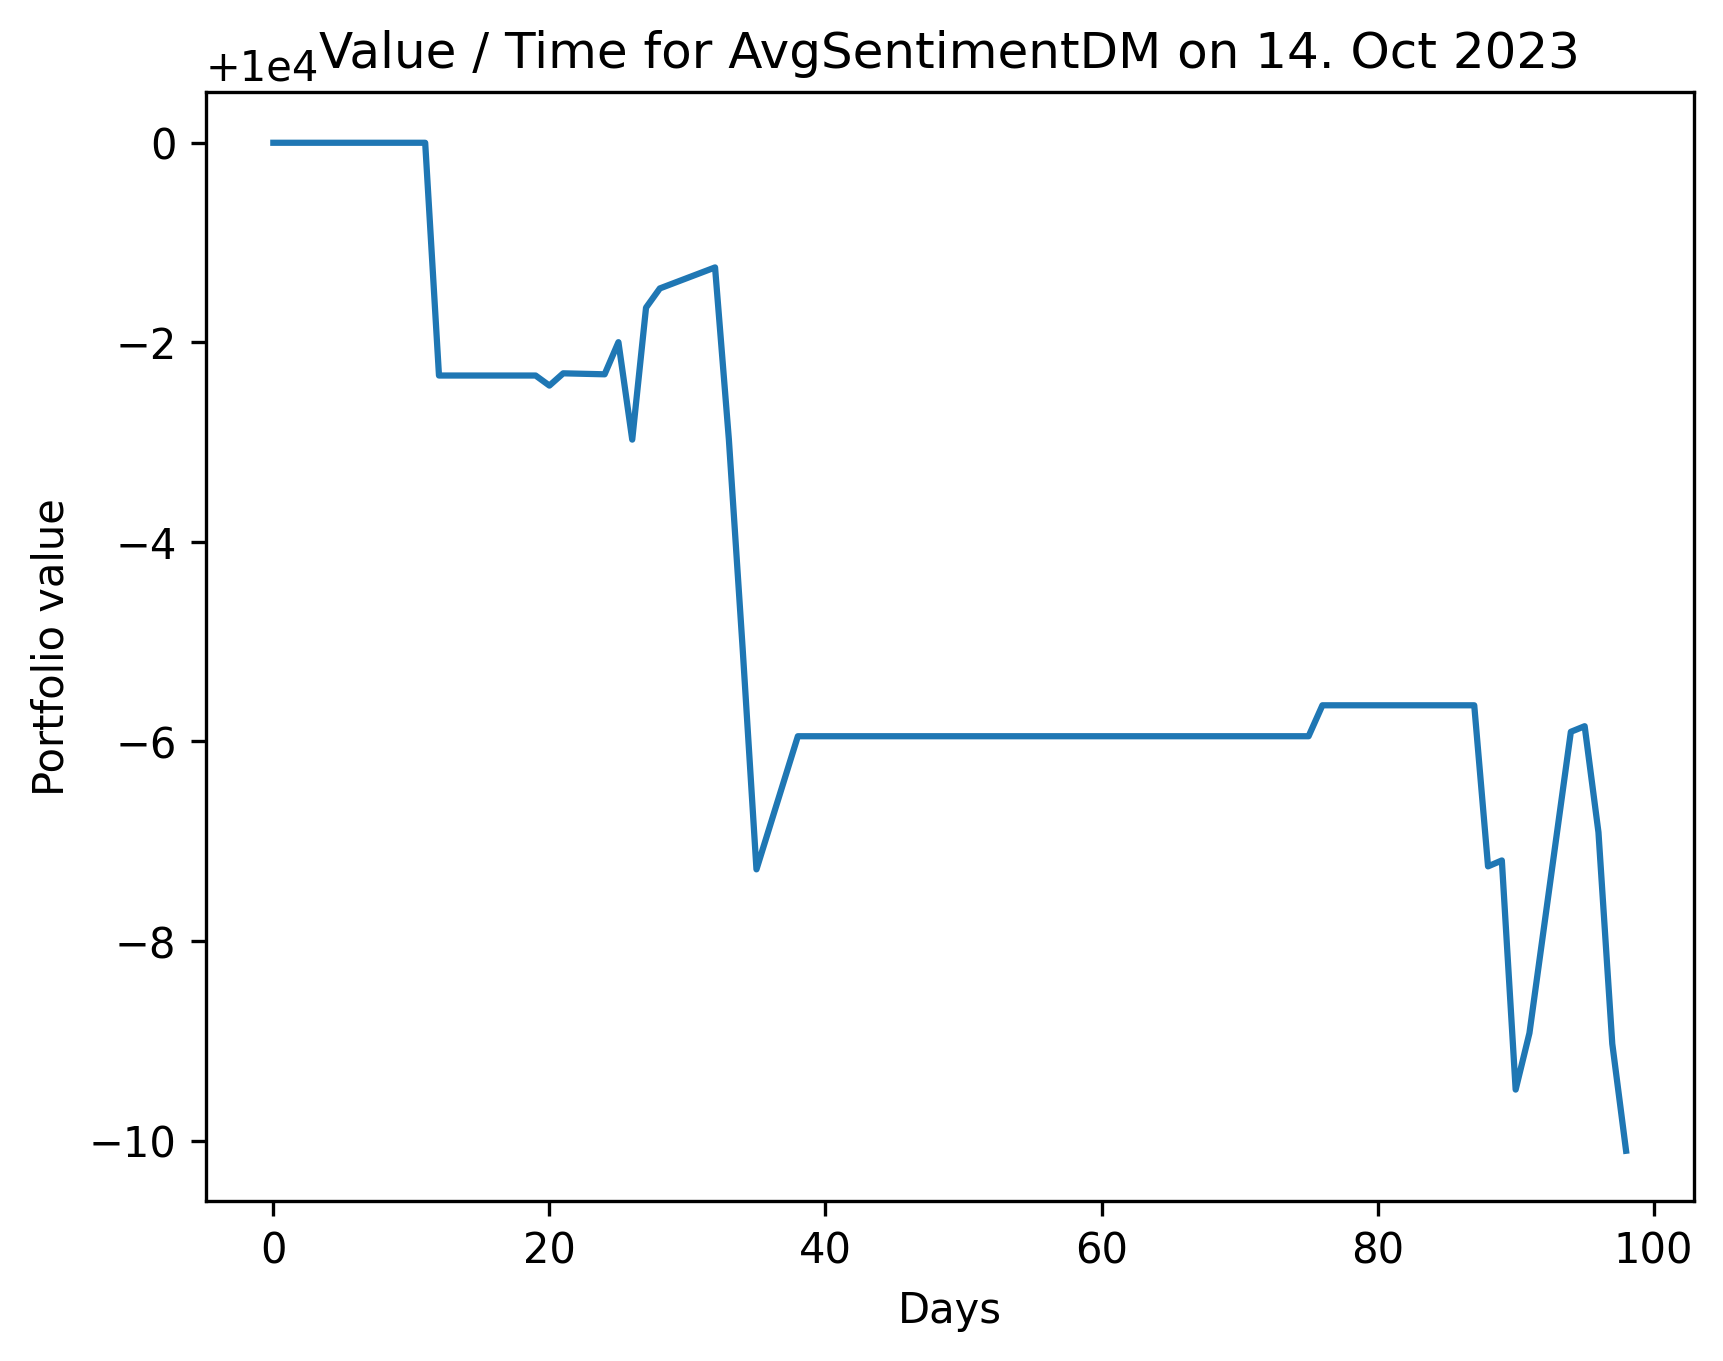 Value / Time for AvgSentimentDM on 14. Oct 2023
+1e4
0
−2
−4
−6
−8
−10
Portfolio value
0 20 40 60 80 100
Days